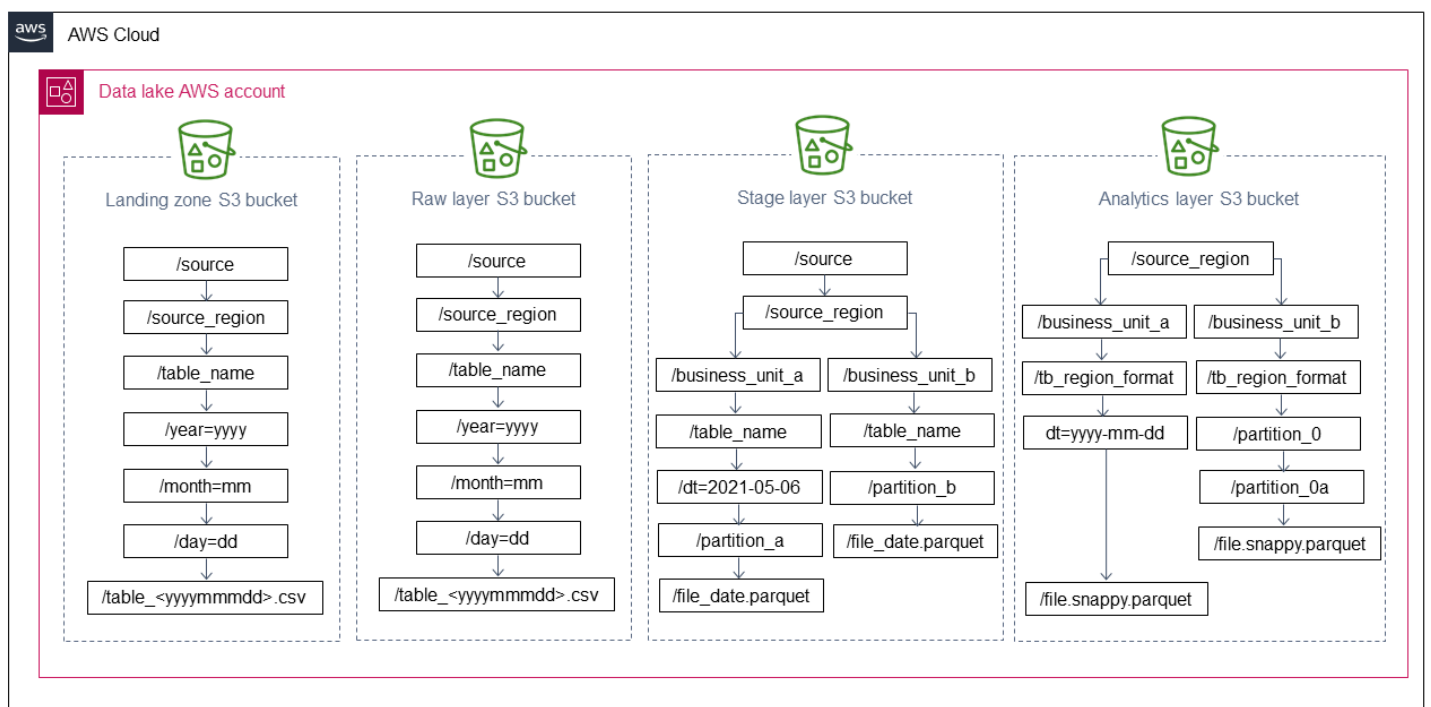 aws
AWS Cloud
Data lake AWS account
Landing zone S3 bucket
/source
/source_region
/table_name
/year=yyyy
/month=mm
/day=dd
/table_<yyyymmmdd>.csv
Raw layer S3 bucket
/source
/source_region
/table_name
/year=yyyy
/month=mm
/day=dd
/table_<yyyymmmdd>.csv
Stage layer S3 bucket
/source
/source_region
/business_unit_a
/table_name
/dt=2021-05-06
/partition_a
/file_date.parquet
/business_unit_b
/table_name
/partition_b
/file_date.parquet
Analytics layer S3 bucket
/source_region
/business_unit_a
/tb_region_format
dt=yyyy-mm-dd
/file.snappy.parquet
/business_unit_b
/tb_region_format
/partition_0
/partition_0a
/file.snappy.parquet